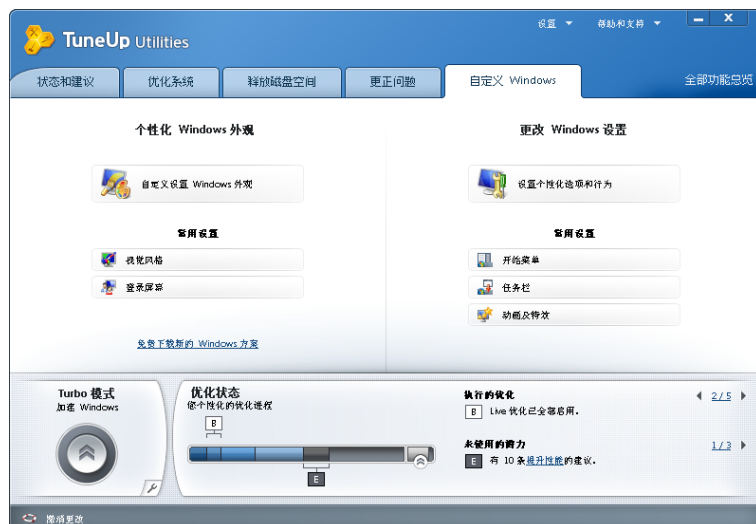 设置 帮助和支持
TuneUp Utilities
状态和建议 优化系统 释放磁盘空间 更正问题 自定义 Windows 全部功能总览
个性化 Windows 外观 更改 Windows 设置
自定义设置 Windows 外观 设置个性化选项和行为
常用设置 常用设置
视觉风格 开始菜单
登录屏幕 任务栏
动画及特效
免费下载新的 Windows 方案
Turbo 模式 优化状态 执行的优化 2/5
加速 Windows 您个性化的优化进程 B Live 优化已全部启用。
B
未使用的潜力 1/3
E 有 10 条提升性能的建议。
E
撤消更改